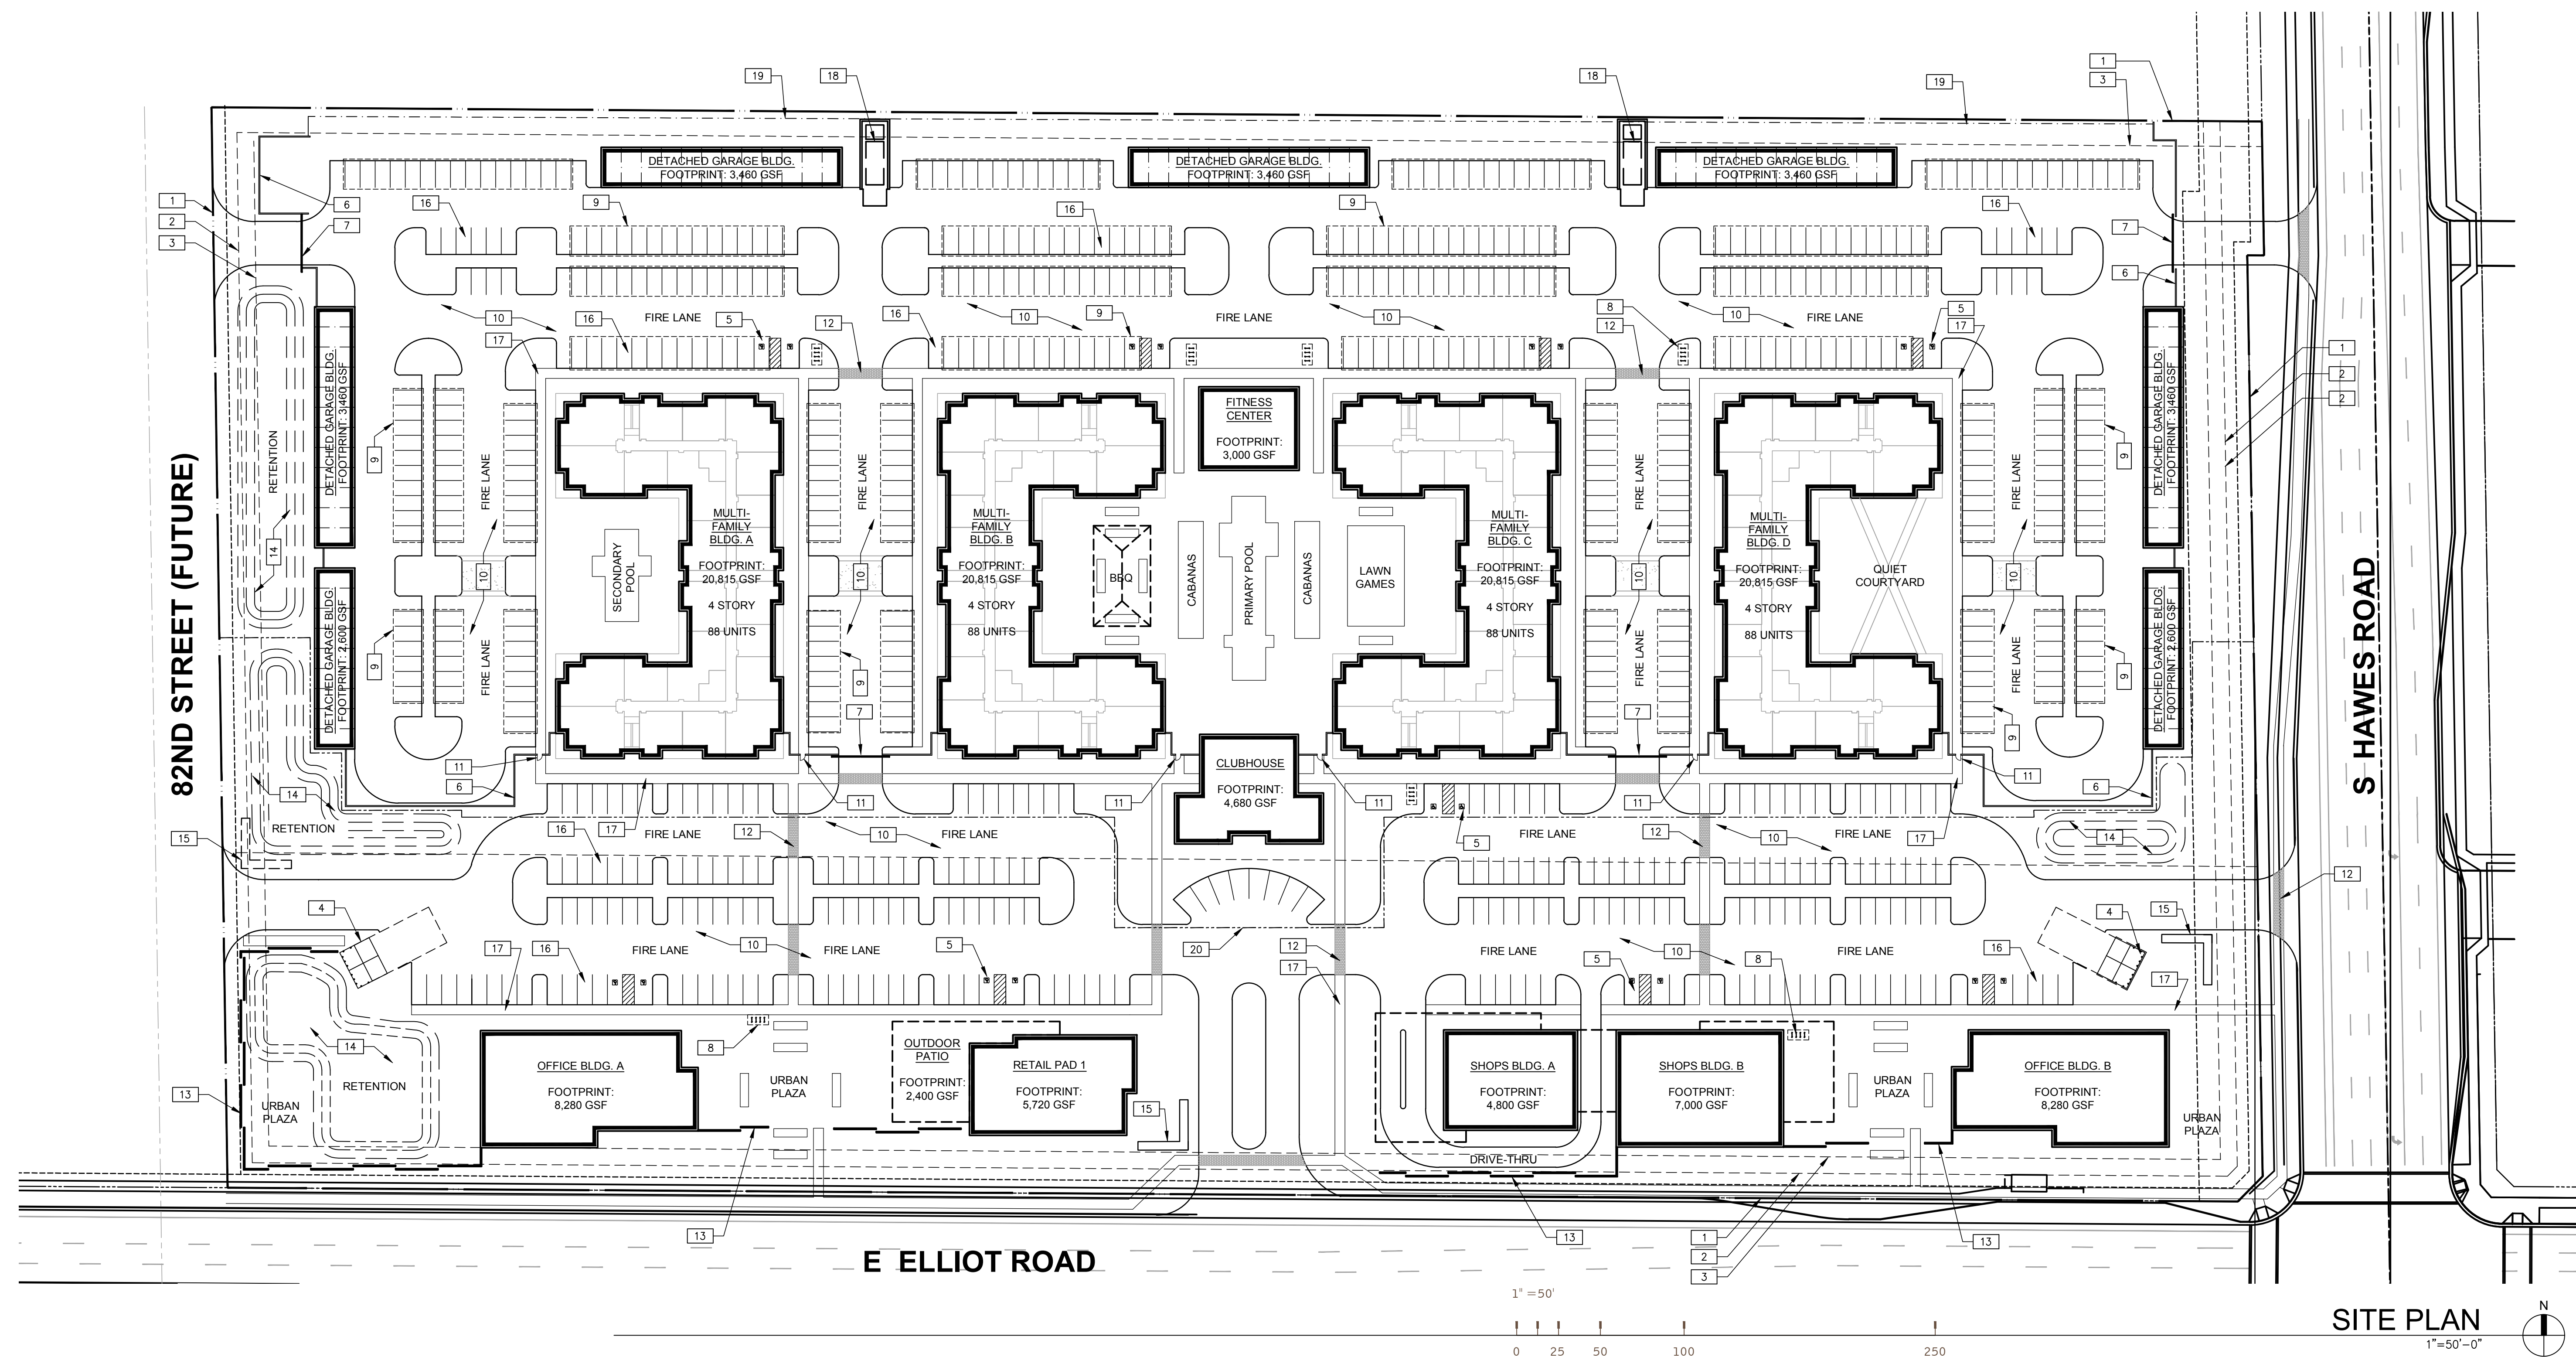 19
18
18
19
1
3
DETACHED GARAGE BLDG.
FOOTPRINT: 3,460 GSF
DETACHED GARAGE BLDG.
FOOTPRINT: 3,460 GSF
DETACHED GARAGE BLDG.
FOOTPRINT: 3,460 GSF
1
2
3
6
7
16
9
16
9
16
7
6
10
16
FIRE LANE
5
12
16
10
9
FIRE LANE
10
8
12
10
FIRE LANE
5
17
17
1
2
2
82ND STREET (FUTURE)
RETENTION
14
DETACHED GARAGE BLDG.
FOOTPRINT: 3,460 GSF
DETACHED GARAGE BLDG.
FOOTPRINT: 2,600 GSF
9
9
FIRE LANE
10
FIRE LANE
SECONDARY
POOL
MULTI-
FAMILY
BLDG. A
FOOTPRINT:
20,815 GSF
4 STORY
88 UNITS
FIRE LANE
10
9
7
MULTI-
FAMILY
BLDG. B
FOOTPRINT:
20,815 GSF
4 STORY
88 UNITS
BBQ
FITNESS
CENTER
FOOTPRINT:
3,000 GSF
CABANAS
PRIMARY POOL
CABANAS
LAWN
GAMES
MULTI-
FAMILY
BLDG. C
FOOTPRINT:
20,815 GSF
4 STORY
88 UNITS
FIRE LANE
10
FIRE LANE
7
MULTI-
FAMILY
BLDG. D
FOOTPRINT:
20,815 GSF
4 STORY
88 UNITS
QUIET
COURTYARD
FIRE LANE
10
FIRE LANE
9
9
9
DETACHED GARAGE BLDG.
FOOTPRINT: 3,460 GSF
DETACHED GARAGE BLDG.
FOOTPRINT: 2,600 GSF
S HAWES ROAD
11
6
11
11
CLUBHOUSE
FOOTPRINT:
4,680 GSF
11
11
11
6
14
RETENTION
15
16
17
FIRE LANE
12
10
FIRE LANE
5
FIRE LANE
12
10
FIRE LANE
17
14
12
4
17
16
FIRE LANE
10
FIRE LANE
5
20
12
17
FIRE LANE
5
10
8
FIRE LANE
16
4
15
17
14
RETENTION
13
URBAN
PLAZA
OFFICE BLDG. A
FOOTPRINT:
8,280 GSF
8
URBAN
PLAZA
OUTDOOR
PATIO
FOOTPRINT:
2,400 GSF
RETAIL PAD 1
FOOTPRINT:
5,720 GSF
15
SHOPS BLDG. A
FOOTPRINT:
4,800 GSF
DRIVE-THRU
SHOPS BLDG. B
FOOTPRINT:
7,000 GSF
URBAN
PLAZA
OFFICE BLDG. B
FOOTPRINT:
8,280 GSF
URBAN
PLAZA
13
13
1
2
3
13
E ELLIOT ROAD
1" =50'
0 25 50 100 250
SITE PLAN
1"=50'-0"
N